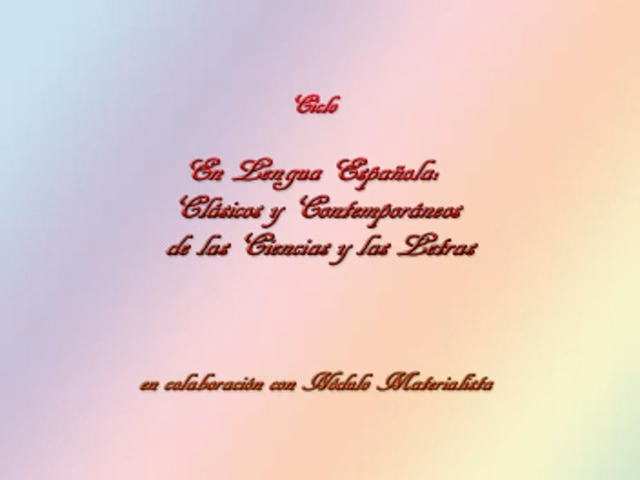 Ciclo
En Lengua Española:
Clásicos y Contemporáneos
de las Ciencias y las Letras
en colaboración con Nódulo Materialista